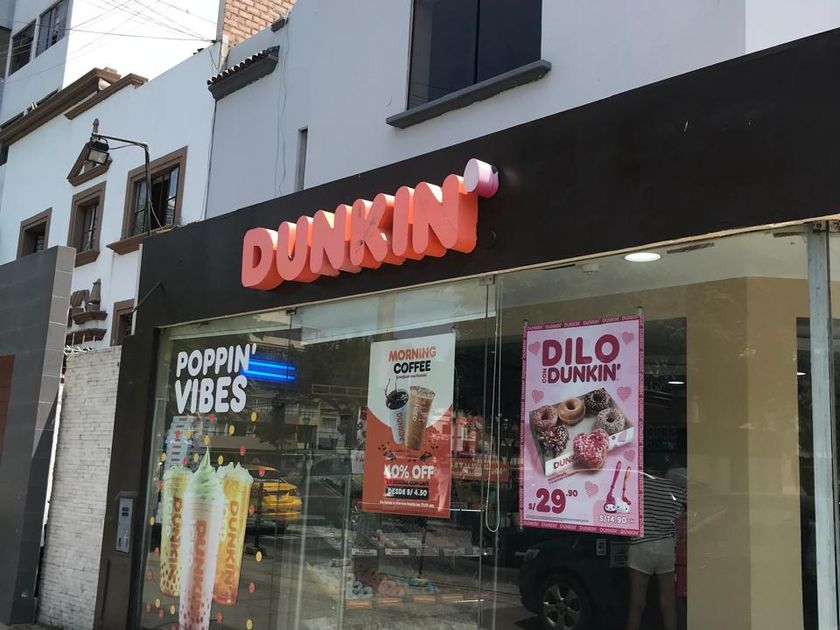 DUNKIN'
POPPIN'
VIBES
DUNKIN'
DUNKIN'
DUNKIN'
MORNING
COFFEE
40% OFF
DESDE S/ 4.50
DILO
CON DUNKIN'
S/29.90
S/14.90